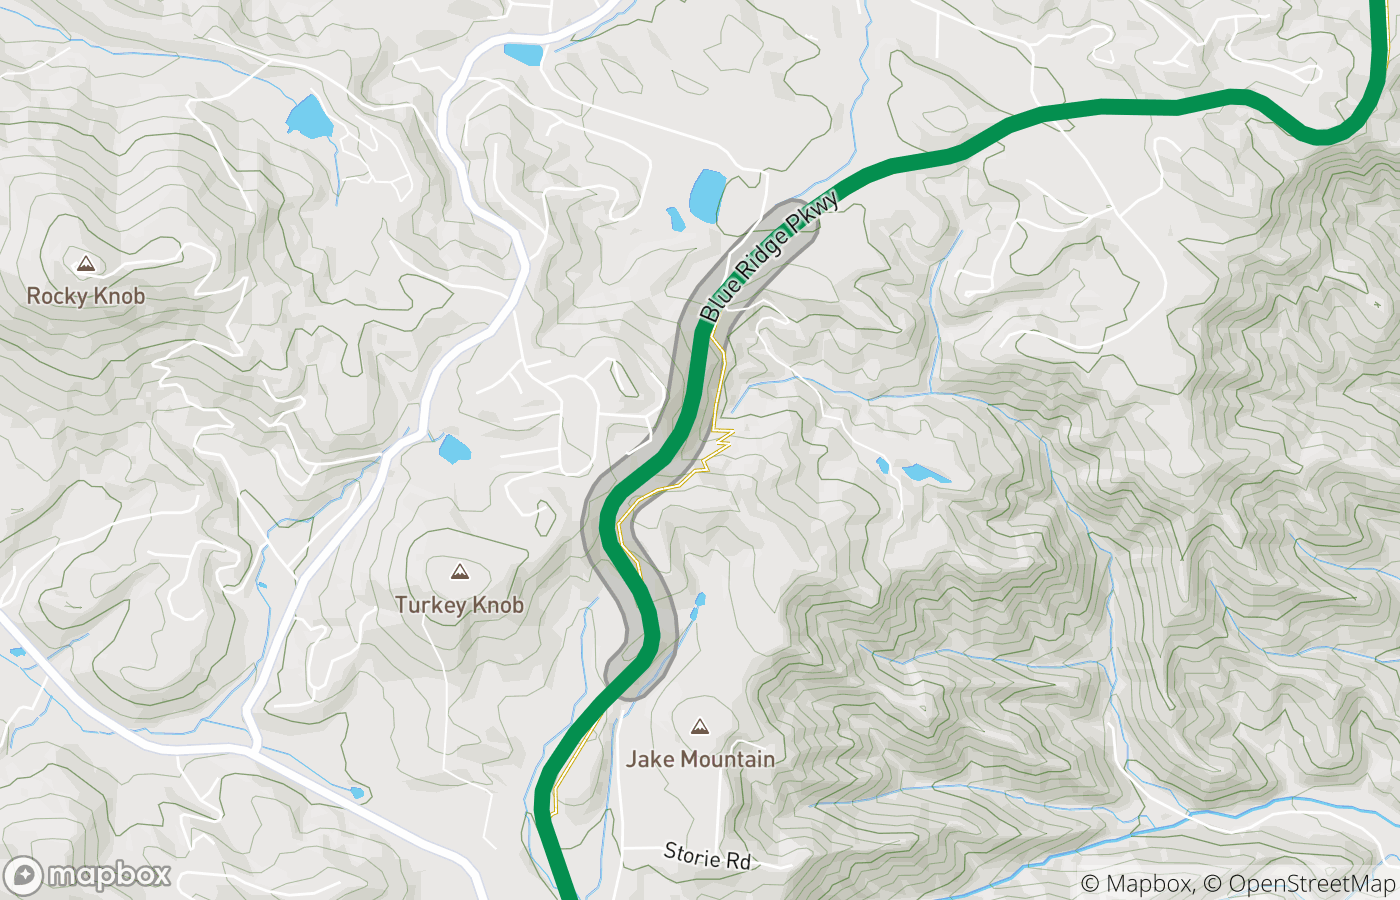 Blue Ridge Pkwy
Rocky Knob
Turkey Knob
Jake Mountain
Storie Rd
mapbox
© Mapbox, © OpenStreetMap